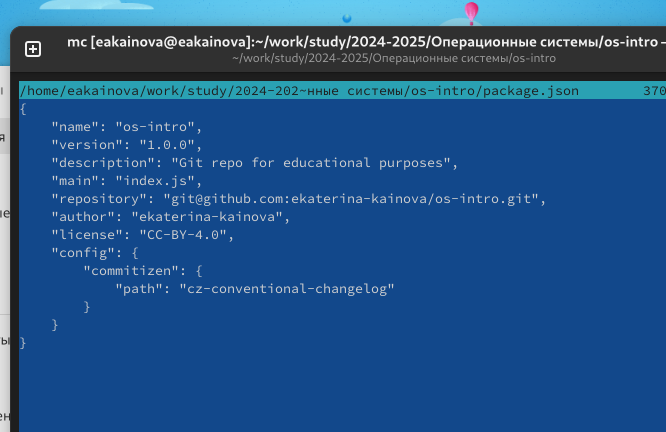 mc [eakainova@eakainova]:~/work/study/2024-2025/Операционные системы/os-intro –
~/work/study/2024-2025/Операционные системы/os-intro
/home/eakainova/work/study/2024-202~нные системы/os-intro/package.json 370
{
    "name": "os-intro",
    "version": "1.0.0",
    "description": "Git repo for educational purposes",
    "main": "index.js",
    "repository": "git@github.com:ekaterina-kainova/os-intro.git",
    "author": "ekaterina-kainova",
    "license": "CC-BY-4.0",
    "config": {
        "commitizen": {
            "path": "cz-conventional-changelog"
        }
    }
}